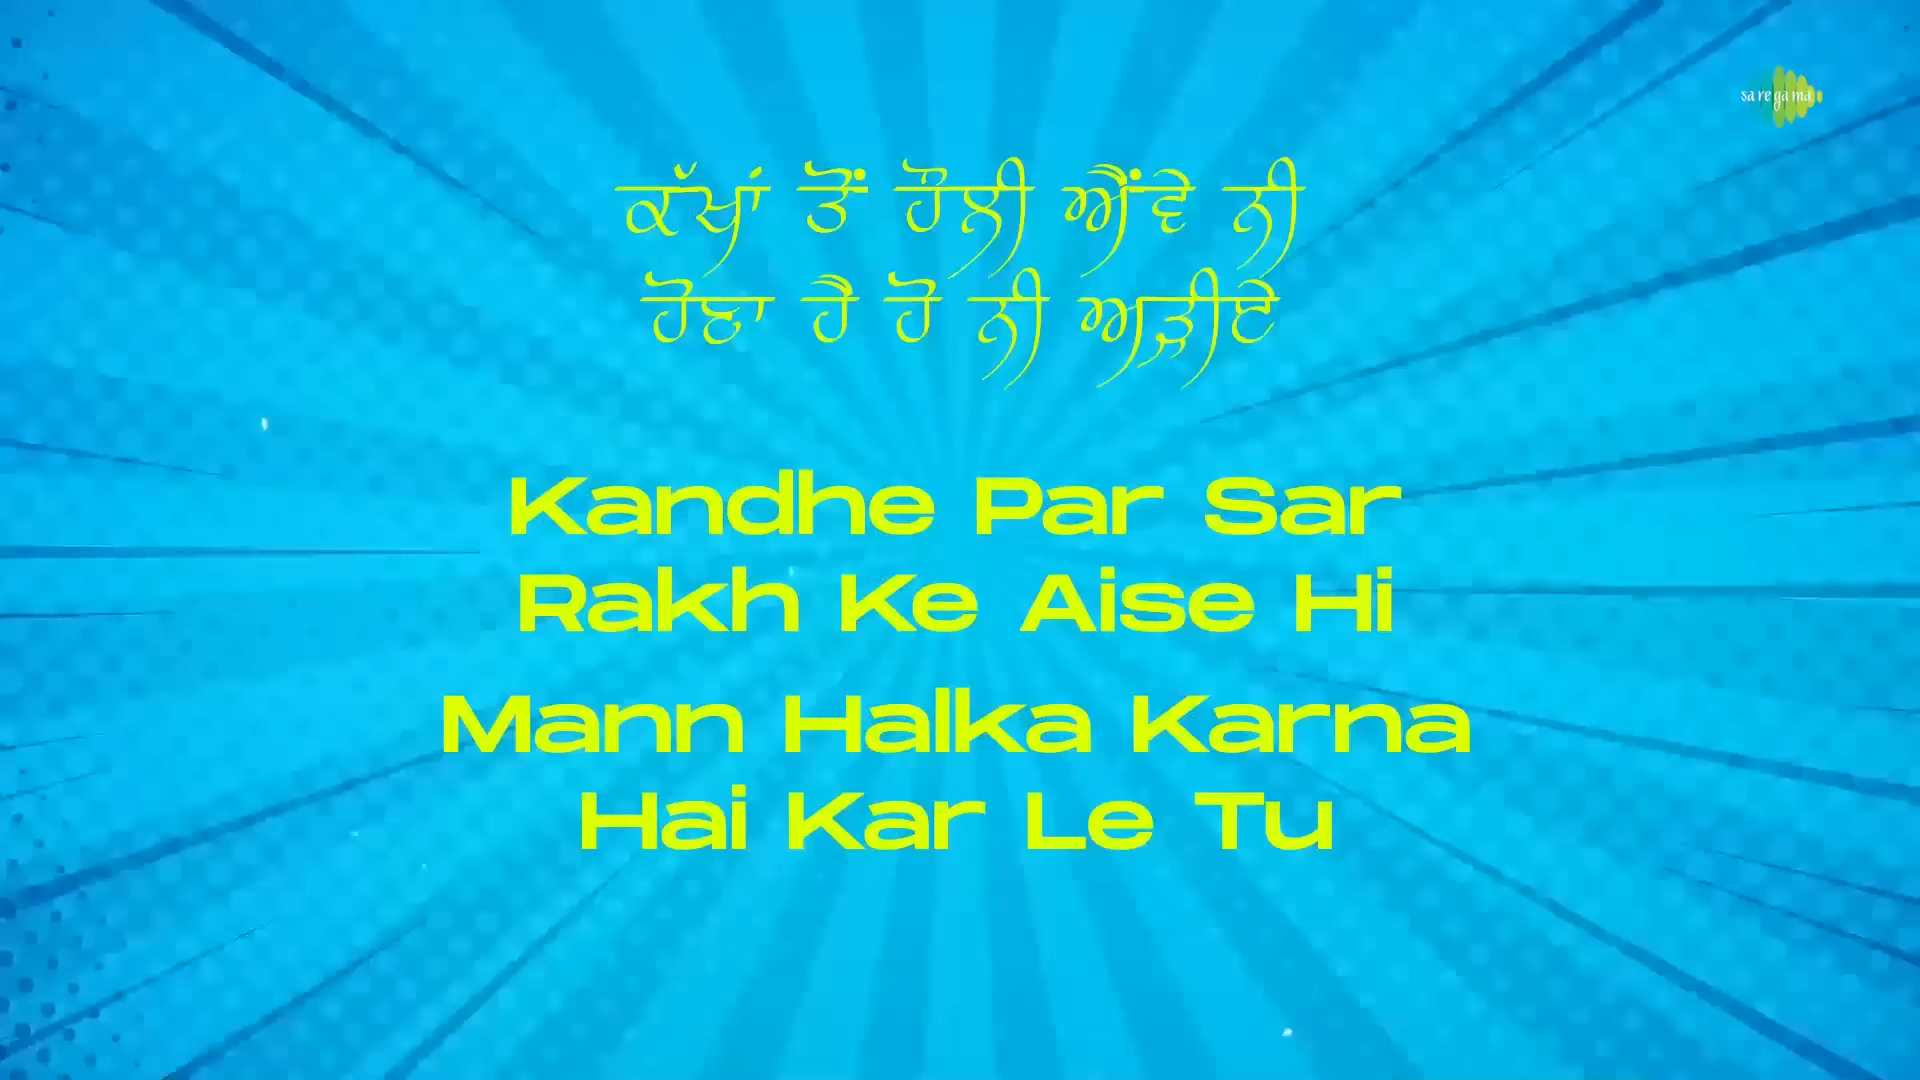 saregama
ਕੱਖਾਂ ਤੋਂ ਹੌਲੀ ਐਂਵੇ ਨੀ
ਹੋਣਾ ਹੈ ਹੋ ਨੀ ਅੜੀਏ
Kandhe Par Sar
Rakh Ke Aise Hi
Mann Halka Karna
Hai Kar Le Tu